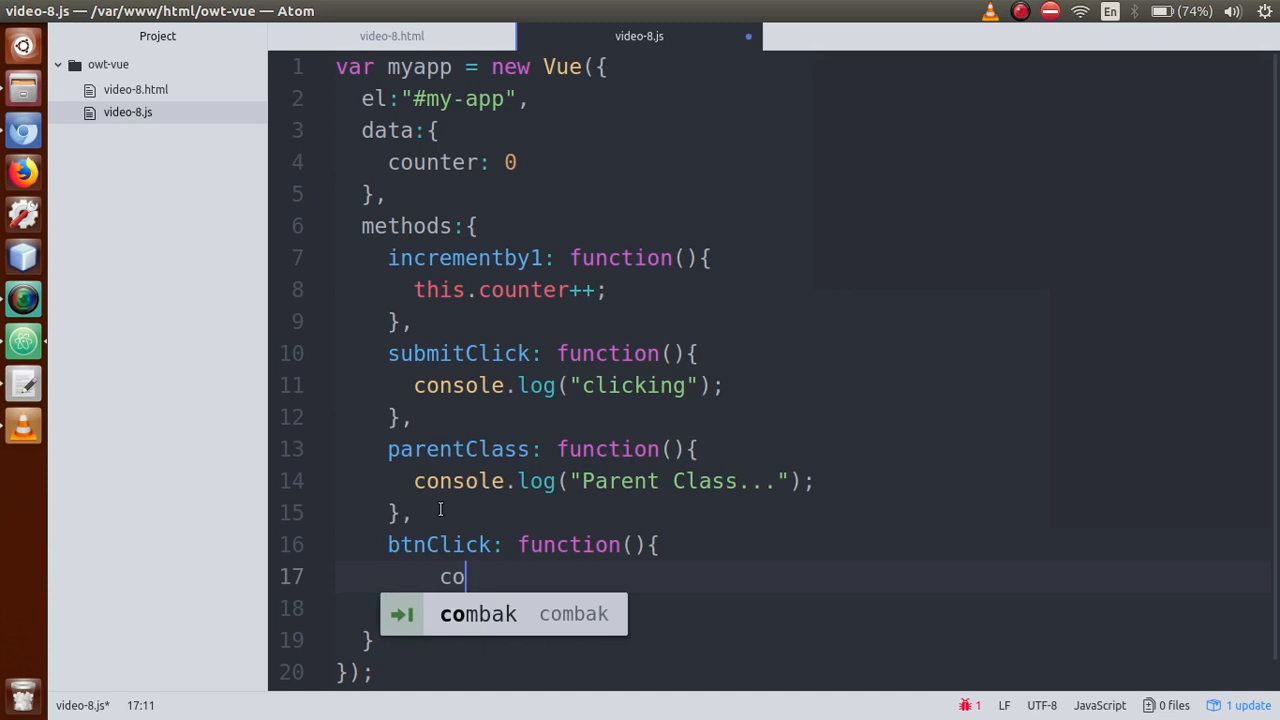 video-8.js — /var/www/html/owt-vue — Atom
En
(74%)
Project
video-8.html
video-8.js
owt-vue
video-8.html
video-8.js
1 var myapp = new Vue({
2 el:"#my-app",
3 data:{
4 counter: 0
5 },
6 methods:{
7 incrementby1: function(){
8 this.counter++;
9 },
10 submitClick: function(){
11 console.log("clicking");
12 },
13 parentClass: function(){
14 console.log("Parent Class...");
15 },
16 btnClick: function(){
17 co
combak combak
18
19 }
20 });
video-8.js* 17:11
1 LF UTF-8 JavaScript 0 files 1 update